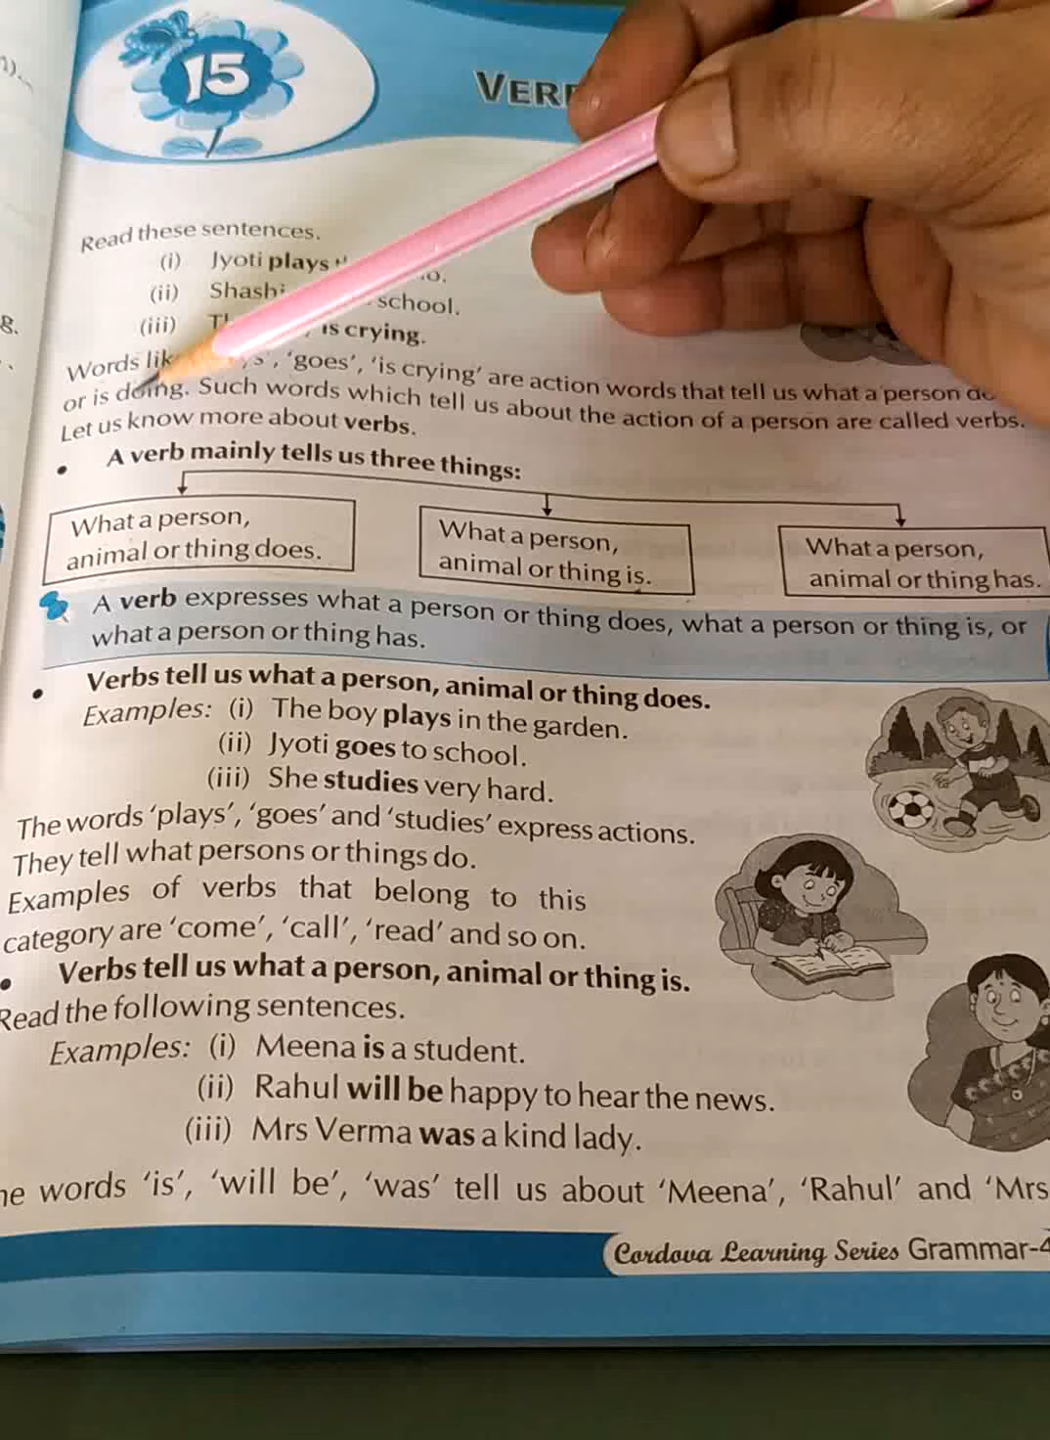 15
VER
1).
Read these sentences.
(i) Jyoti plays
(ii) Shashi school.
(iii) is crying.
g.
Words 'goes', 'is crying' are action words that tell us what a person
or is doing. Such words which tell us about the action of a person are called verbs.
Let us know more about verbs.
• A verb mainly tells us three things:
What a person,
animal or thing does.
What a person,
animal or thing is.
What a person,
animal or thing has.
A verb expresses what a person or thing does, what a person or thing is, or
what a person or thing has.
• Verbs tell us what a person, animal or thing does.
Examples: (i) The boy plays in the garden.
(ii) Jyoti goes to school.
(iii) She studies very hard.
The words 'plays', 'goes' and 'studies' express actions.
They tell what persons or things do.
Examples of verbs that belong to this
category are 'come', 'call', 'read' and so on.
• Verbs tell us what a person, animal or thing is.
Read the following sentences.
Examples: (i) Meena is a student.
(ii) Rahul will be happy to hear the news.
(iii) Mrs Verma was a kind lady.
he words 'is', 'will be', 'was' tell us about 'Meena', 'Rahul' and 'Mrs
Cordova Learning Series Grammar-4